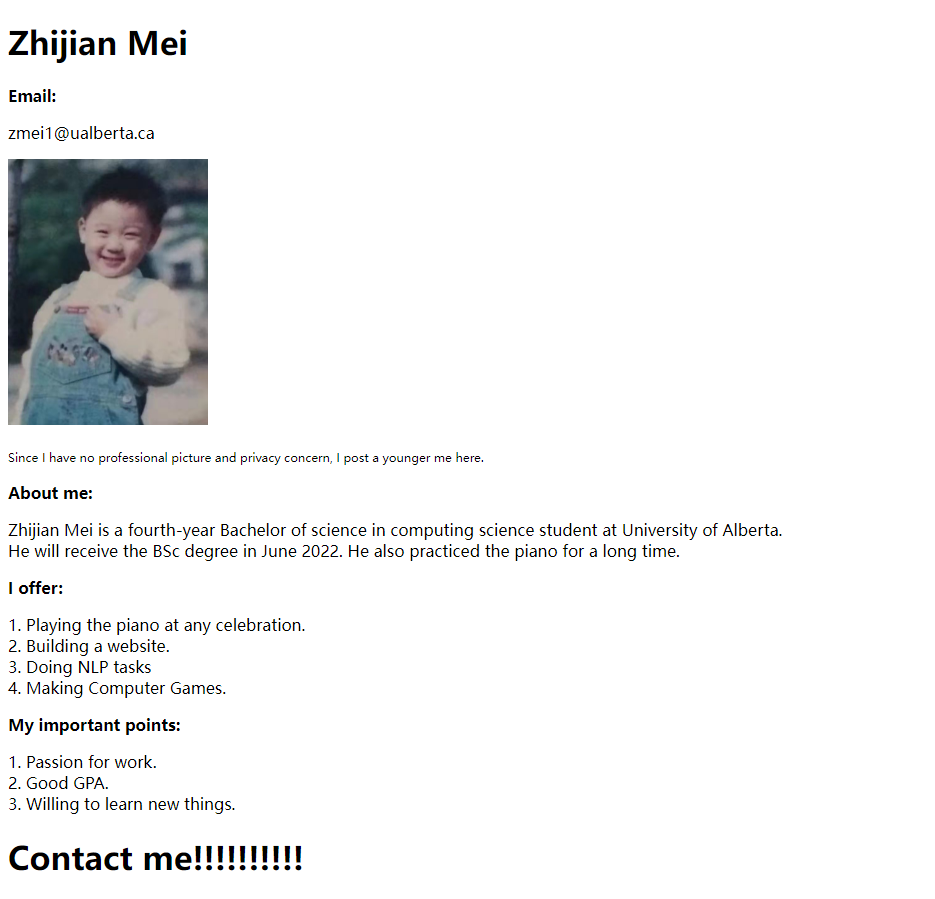 Zhijian Mei
Email:
zmei1@ualberta.ca
Since I have no professional picture and privacy concern, I post a younger me here.
About me:
Zhijian Mei is a fourth-year Bachelor of science in computing science student at University of Alberta.
He will receive the BSc degree in June 2022. He also practiced the piano for a long time.
I offer:
1. Playing the piano at any celebration.
2. Building a website.
3. Doing NLP tasks
4. Making Computer Games.
My important points:
1. Passion for work.
2. Good GPA.
3. Willing to learn new things.
Contact me!!!!!!!!!!